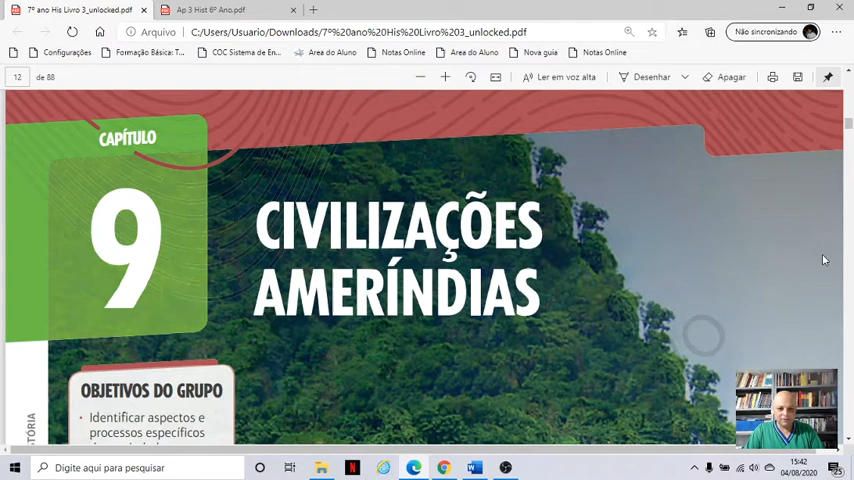 7º ano His Livro 3_unlocked.pdf
Ap 3 Hist 6º Ano.pdf
Arquivo
C:/Users/Usuario/Downloads/7º%20ano%20His%20Livro%203_unlocked.pdf
Não sincronizando
Configurações
Formação Básica: T...
COC Sistema de En...
Area do Aluno
Notas Online
Area do Aluno
Nova guia
Notas Online
12
de 88
Ler em voz alta
Desenhar
Apagar
CAPÍTULO
9
CIVILIZAÇÕES
AMERÍNDIAS
OBJETIVOS DO GRUPO
• Identificar aspectos e
processos específicos
Digite aqui para pesquisar
15:42
04/08/2020
25